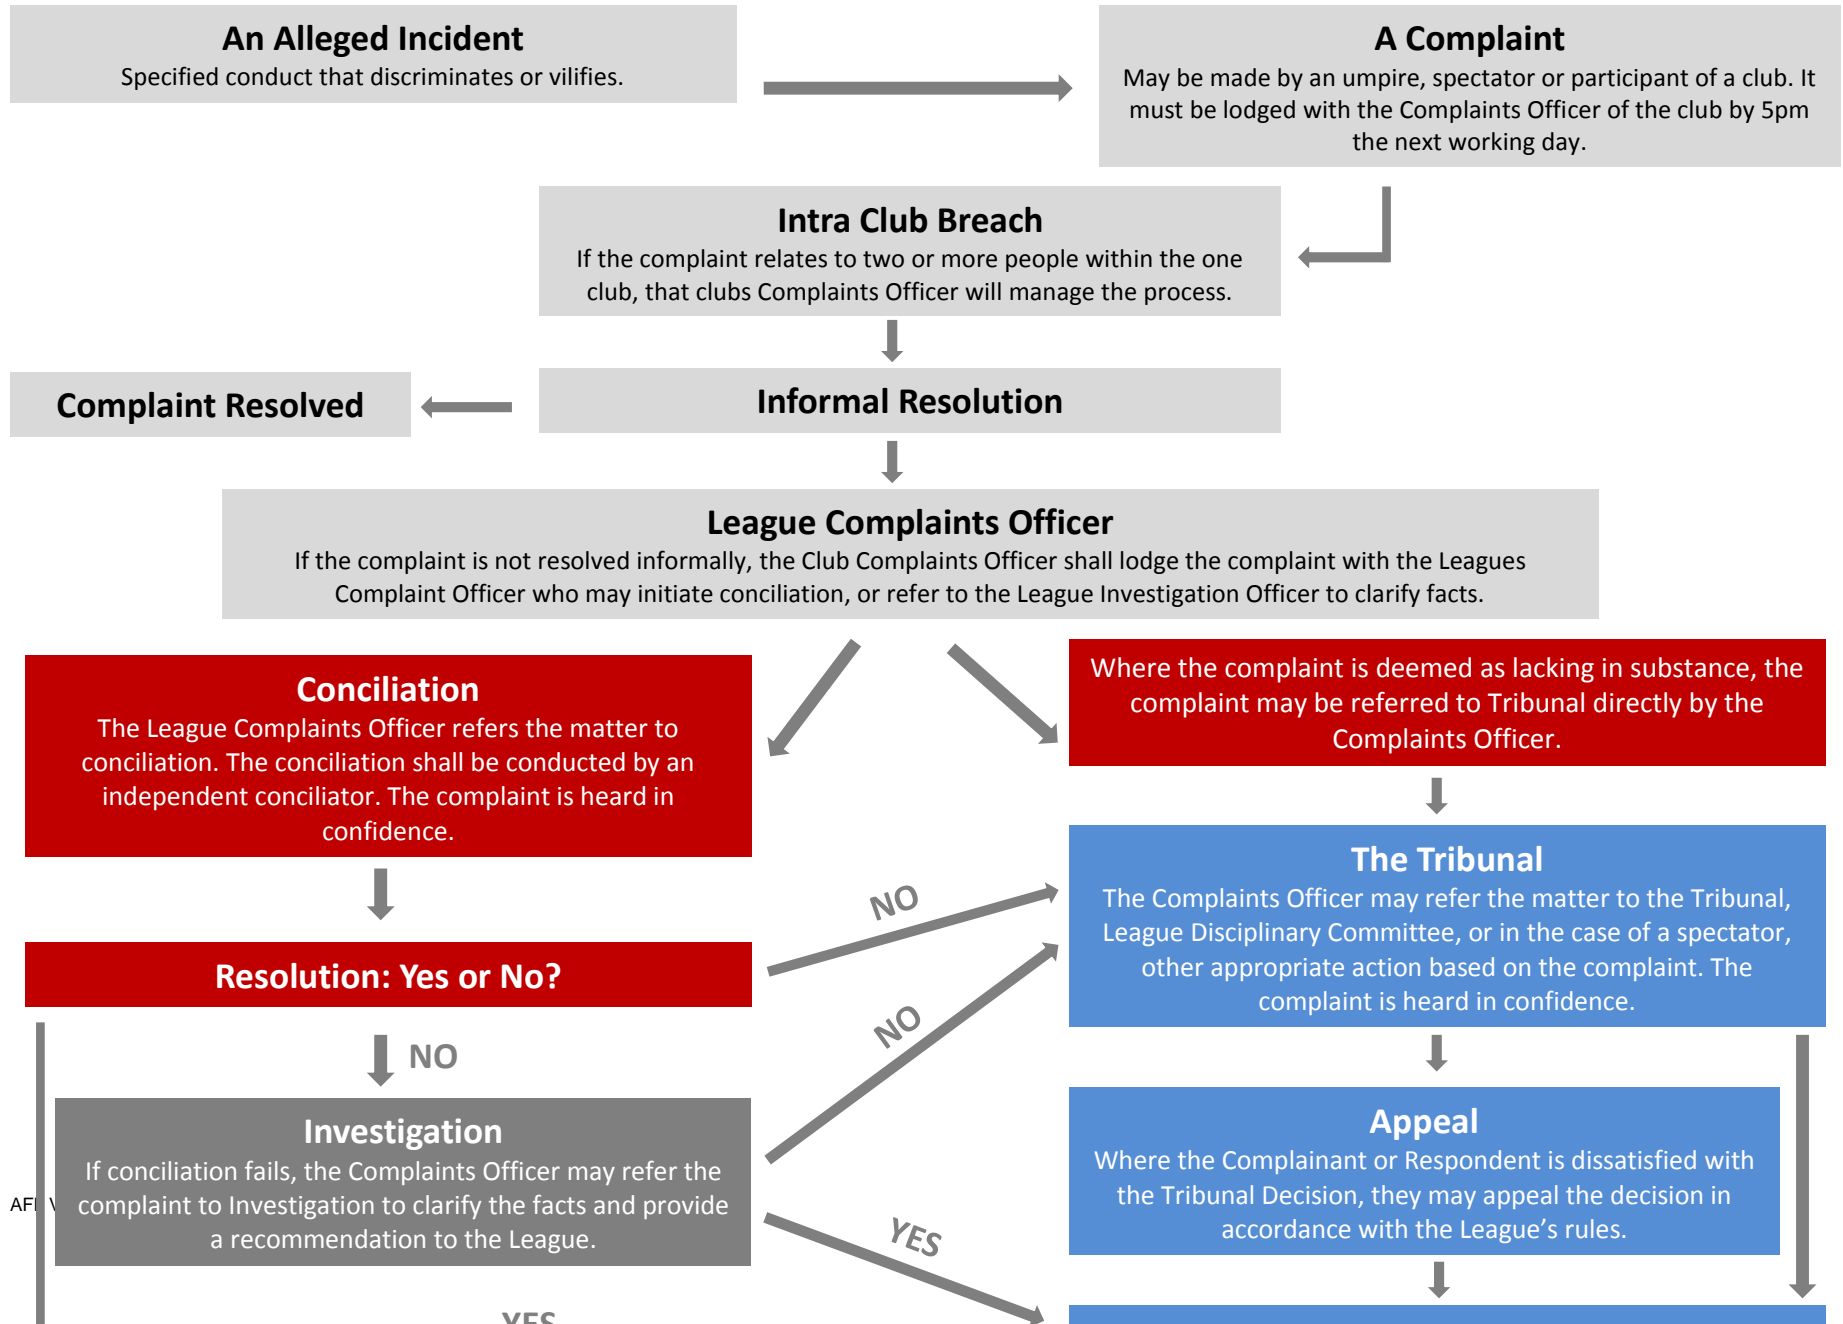 An Alleged Incident
Specified conduct that discriminates or vilifies.
A Complaint
May be made by an umpire, spectator or participant of a club. It
must be lodged with the Complaints Officer of the club by 5pm
the next working day.
Intra Club Breach
If the complaint relates to two or more people within the one
club, that clubs Complaints Officer will manage the process.
Complaint Resolved
Informal Resolution
League Complaints Officer
If the complaint is not resolved informally, the Club Complaints Officer shall lodge the complaint with the Leagues
Complaint Officer who may initiate conciliation, or refer to the League Investigation Officer to clarify facts.
Conciliation
The League Complaints Officer refers the matter to
conciliation. The conciliation shall be conducted by an
independent conciliator. The complaint is heard in
confidence.
Where the complaint is deemed as lacking in substance, the
complaint may be referred to Tribunal directly by the
Complaints Officer.
The Tribunal
The Complaints Officer may refer the matter to the Tribunal,
League Disciplinary Committee, or in the case of a spectator,
other appropriate action based on the complaint. The
complaint is heard in confidence.
NO
Resolution: Yes or No?
NO
NO
Investigation
If conciliation fails, the Complaints Officer may refer the
complaint to Investigation to clarify the facts and provide
a recommendation to the League.
Appeal
Where the Complainant or Respondent is dissatisfied with
the Tribunal Decision, they may appeal the decision in
accordance with the League’s rules.
YES
YES